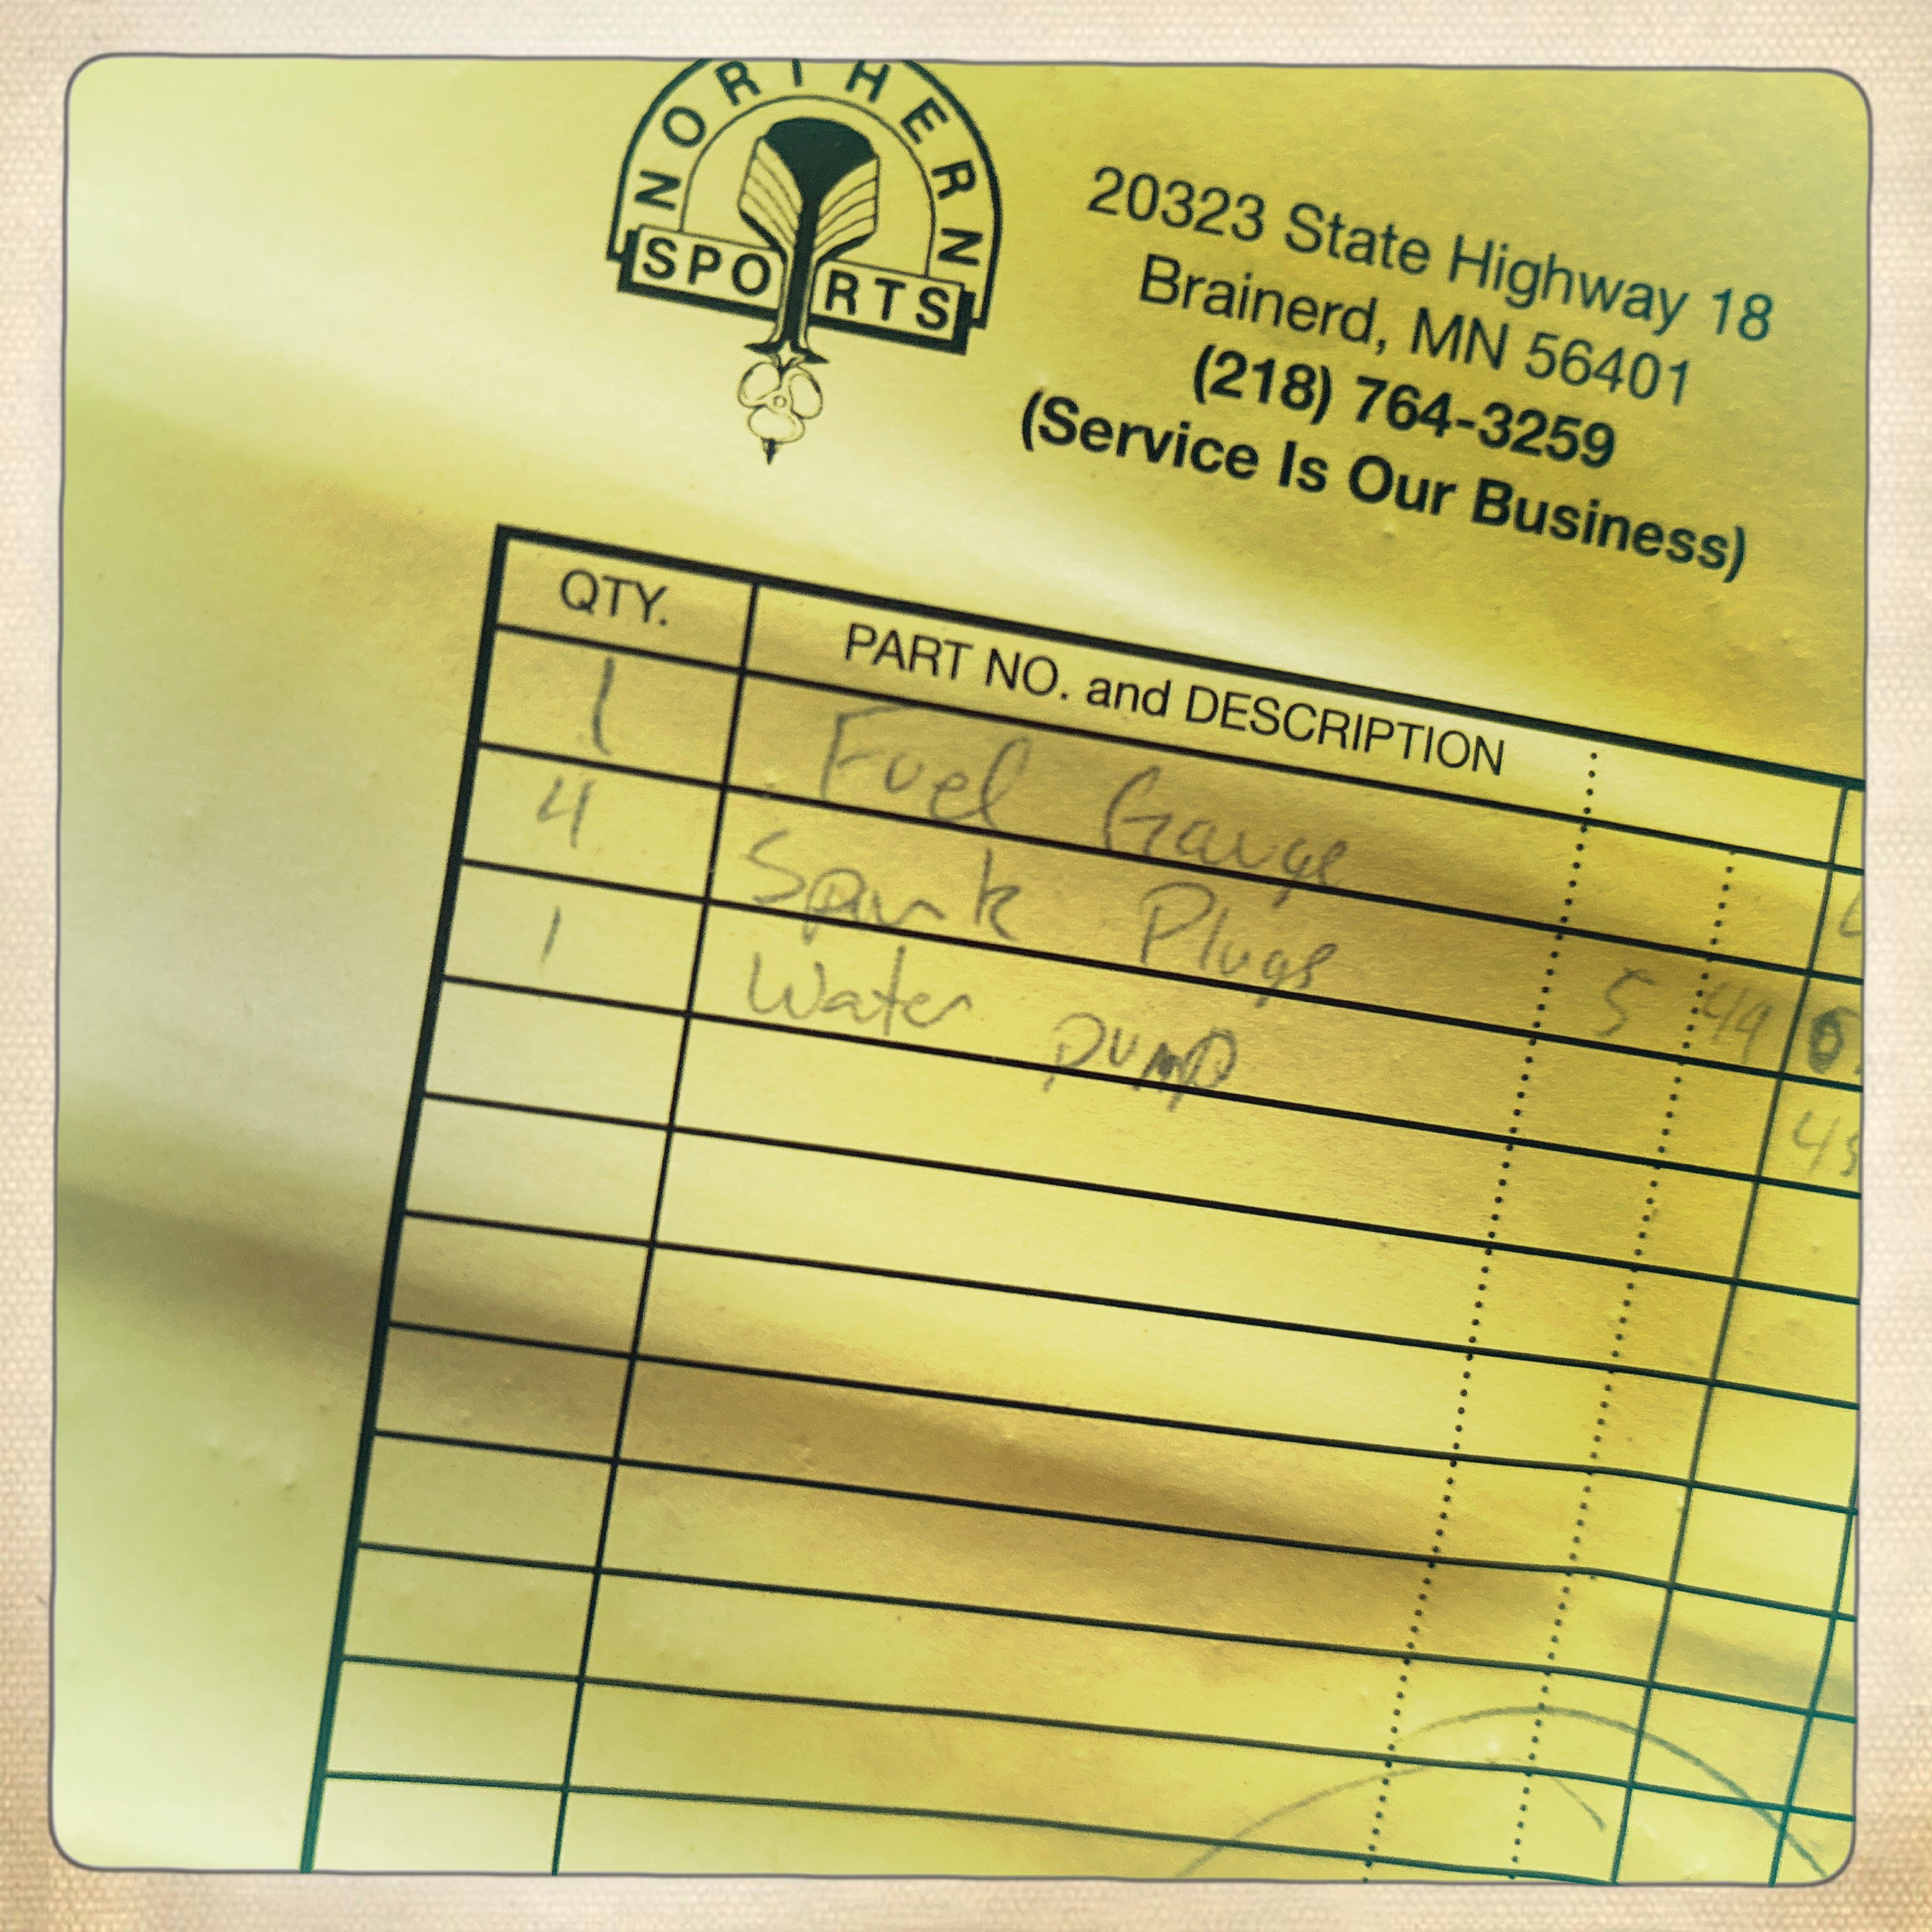 NORTHERN
SPORTS
20323 State Highway 18
Brainerd, MN 56401
(218) 764-3259
(Service Is Our Business)
QTY. PART NO. and DESCRIPTION
1 Fuel Gauge
4 Spark Plugs 5 49
1 Water pump